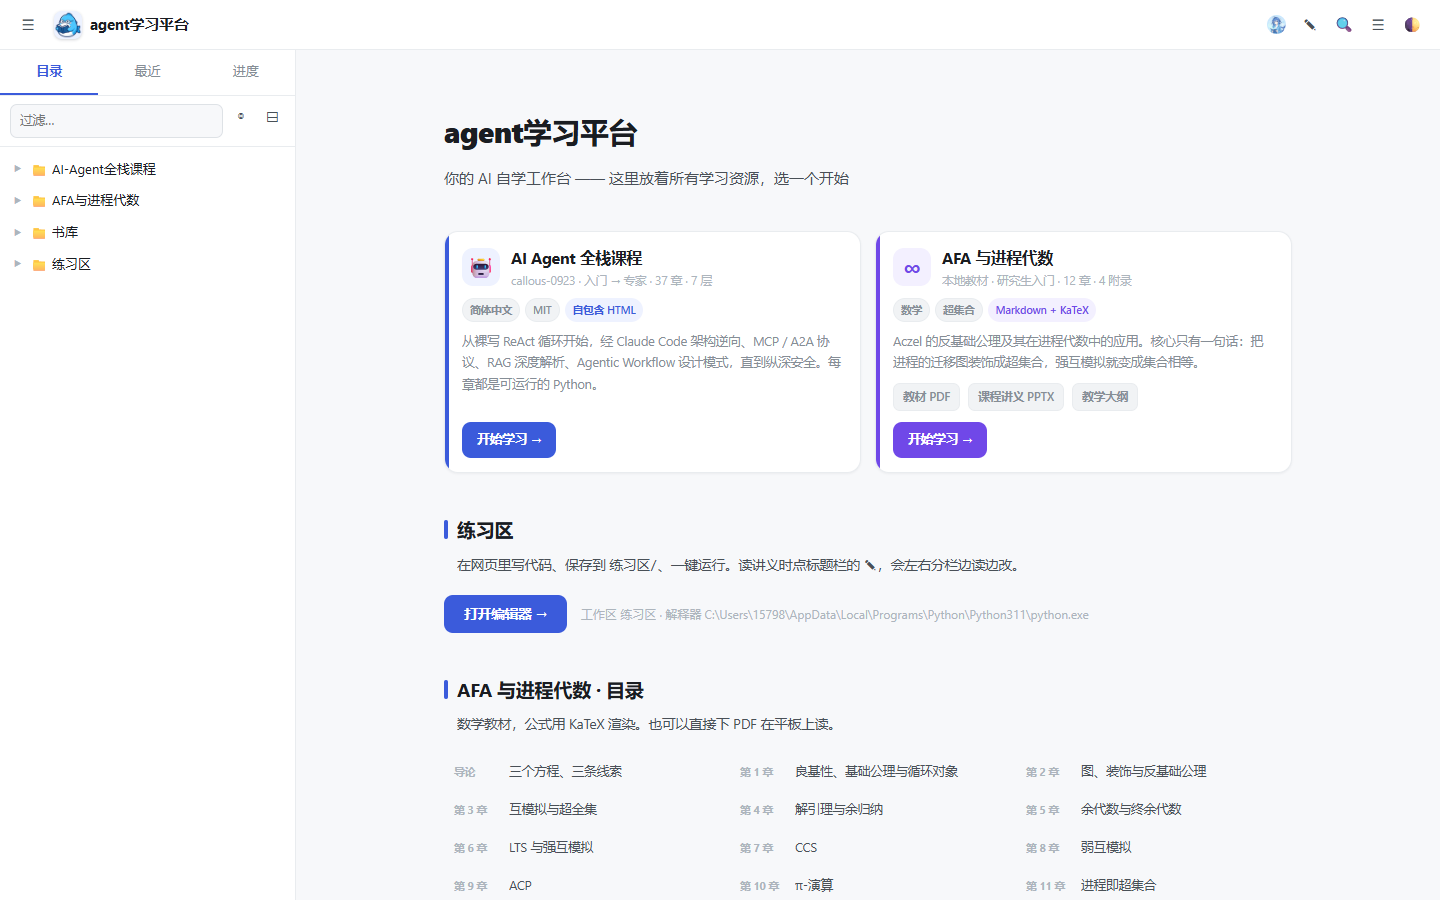 agent学习平台
目录 最近 进度
过滤...
AI-Agent全栈课程
AFA与进程代数
书库
练习区
agent学习平台
你的 AI 自学工作台 —— 这里放着所有学习资源，选一个开始
AI Agent 全栈课程
callous-0923 · 入门 → 专家 · 37 章 · 7 层
简体中文 MIT 自包含 HTML
从裸写 ReAct 循环开始，经 Claude Code 架构逆向、MCP / A2A 协
议、RAG 深度解析、Agentic Workflow 设计模式，直到纵深安全。每
章都是可运行的 Python。
开始学习 →
∞
AFA 与进程代数
本地教材 · 研究生入门 · 12 章 · 4 附录
数学 超集合 Markdown + KaTeX
Aczel 的反基础公理及其在进程代数中的应用。核心只有一句话：把
进程的迁移图装饰成超集合，强互模拟就变成集合相等。
教材 PDF 课程讲义 PPTX 教学大纲
开始学习 →
练习区
在网页里写代码、保存到 练习区/、一键运行。读讲义时点标题栏的 ✎，会左右分栏边读边改。
打开编辑器 → 工作区 练习区 · 解释器 C:\Users\15798\AppData\Local\Programs\Python\Python311\python.exe
AFA 与进程代数 · 目录
数学教材，公式用 KaTeX 渲染。也可以直接下 PDF 在平板上读。
导论 三个方程、三条线索 第 1 章 良基性、基础公理与循环对象 第 2 章 图、装饰与反基础公理
第 3 章 互模拟与超全集 第 4 章 解引理与余归纳 第 5 章 余代数与终余代数
第 6 章 LTS 与强互模拟 第 7 章 CCS 第 8 章 弱互模拟
第 9 章 ACP 第 10 章 π-演算 第 11 章 进程即超集合